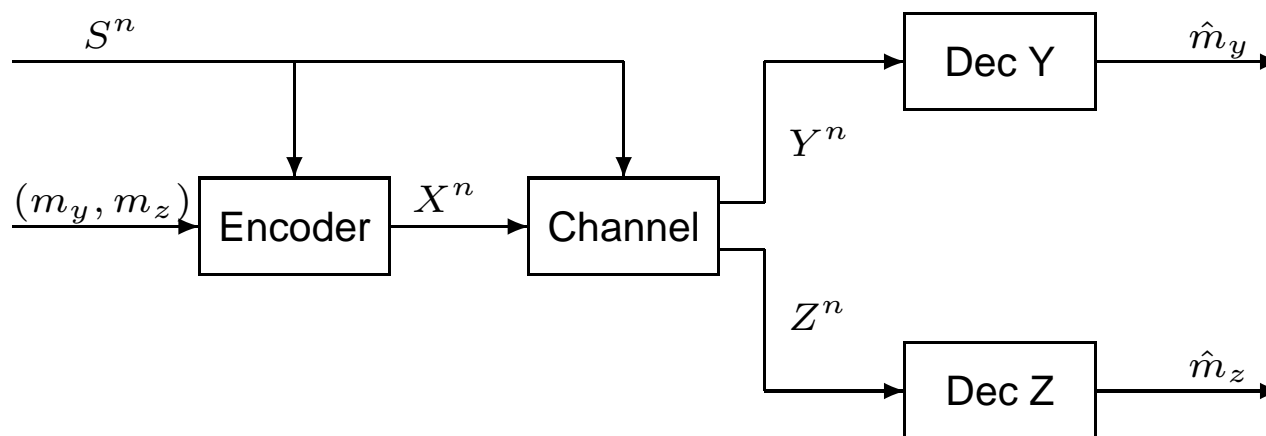 S^n
m̂_y
Dec Y
Y^n
(m_y, m_z)
Encoder
X^n
Channel
Z^n
m̂_z
Dec Z